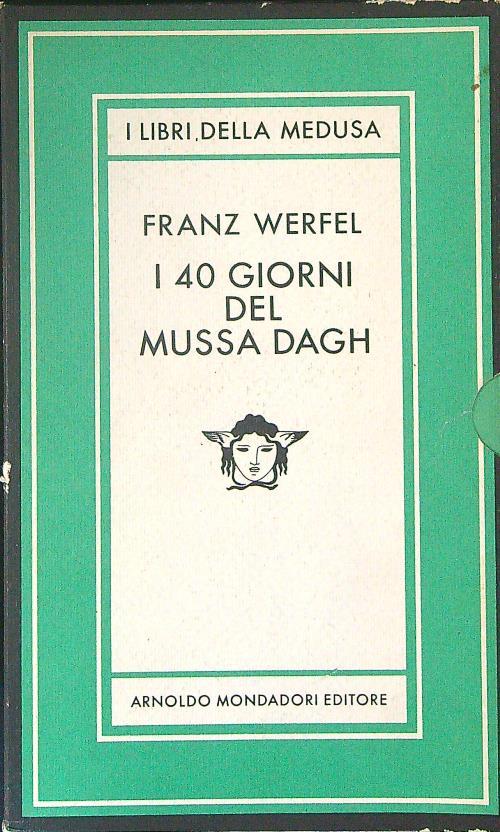 I LIBRI DELLA MEDUSA
FRANZ WERFEL
I 40 GIORNI
DEL
MUSSA DAGH
ARNOLDO MONDADORI EDITORE